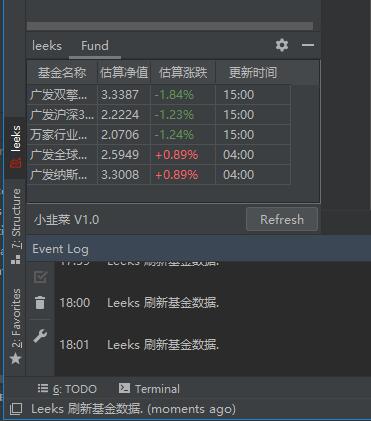 leeks Fund
基金名称 估算净值 估算涨跌 更新时间
广发双擎... 3.3387 -1.84% 15:00
广发沪深3... 2.2224 -1.23% 15:00
万家行业... 2.0706 -1.24% 15:00
广发全球... 2.5949 +0.89% 04:00
广发纳斯... 3.3008 +0.89% 04:00
小韭菜 V1.0 Refresh
Event Log
17:59 Leeks 刷新基金数据.
18:00 Leeks 刷新基金数据.
18:01 Leeks 刷新基金数据.
leeks
7: Structure
2: Favorites
6: TODO Terminal
Leeks 刷新基金数据. (moments ago)